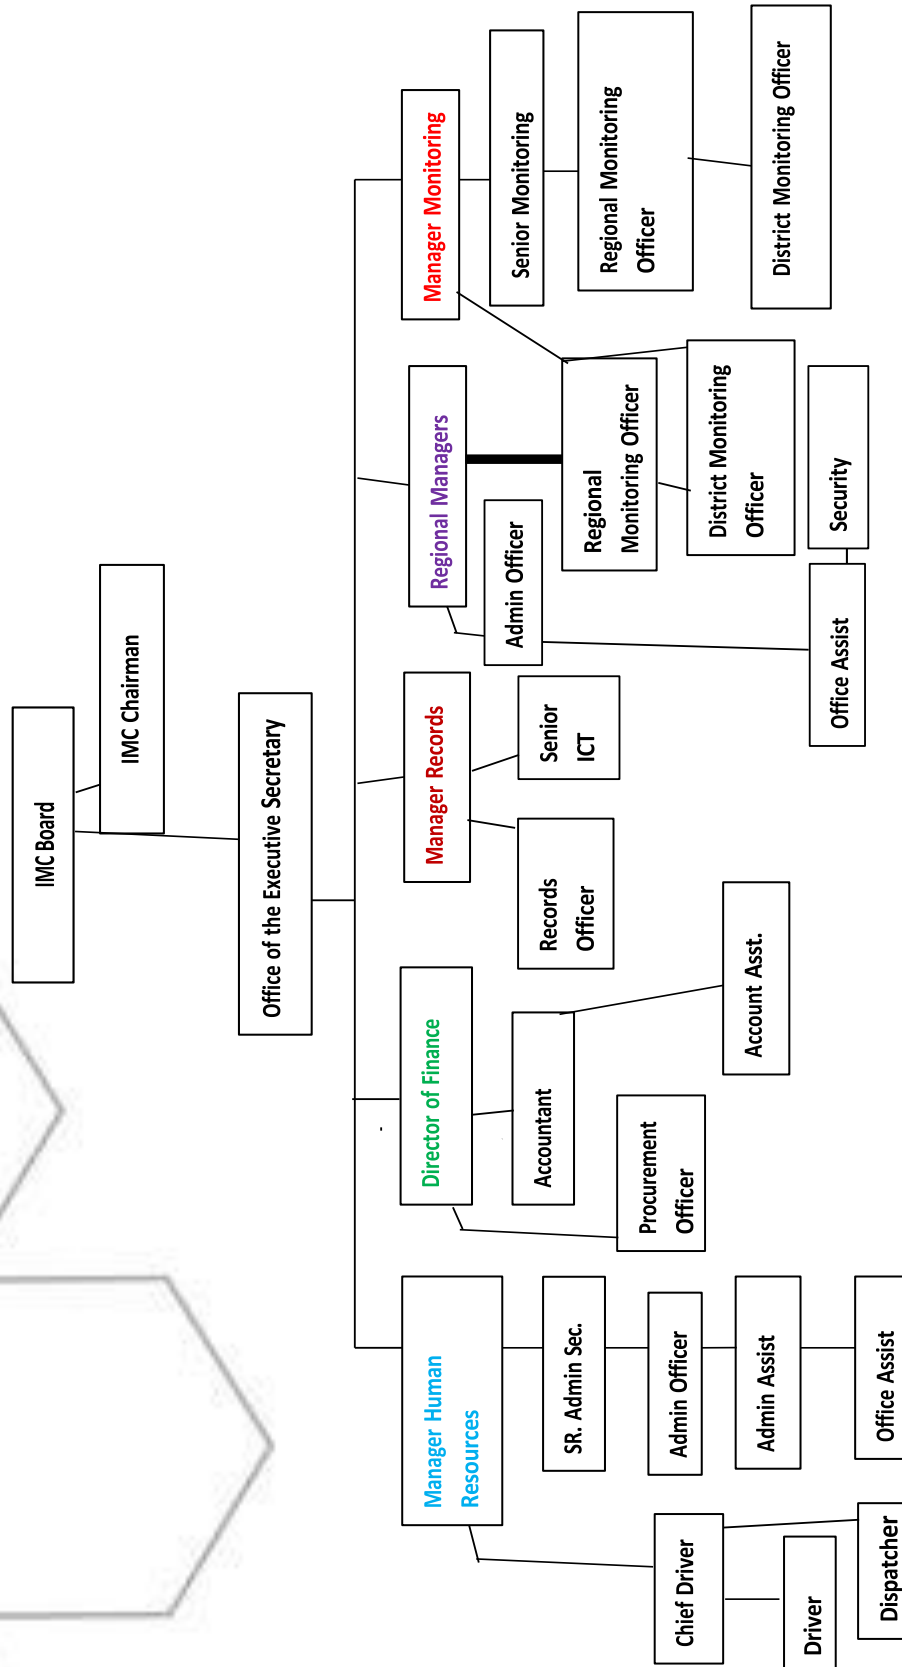 IMC Board
IMC Chairman
Office of the Executive Secretary
Manager Human
Resources
Director of Finance
Manager Records
Regional Managers
Manager Monitoring
SR. Admin Sec.
Admin Officer
Admin Assist
Office Assist
Chief Driver
Driver
Dispatcher
Accountant
Procurement
Officer
Account Asst.
Records
Officer
Senior
ICT
Admin Officer
Office Assist
Security
Regional
Monitoring Officer
District Monitoring
Officer
Senior Monitoring
Regional Monitoring
Officer
District Monitoring Officer